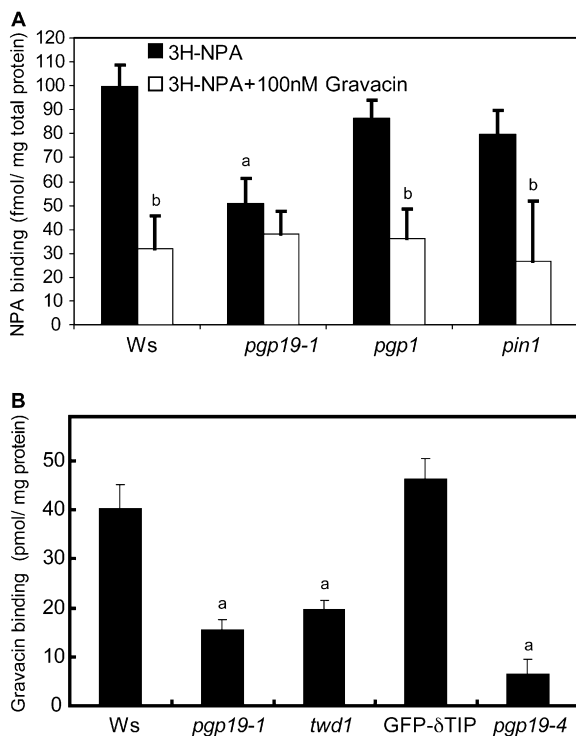 A
NPA binding (fmol/ mg total protein)
120
110
100
90
80
70
60
50
40
30
20
10
0
3H-NPA
3H-NPA+100nM Gravacin
b
a
b
b
Ws
pgp19-1
pgp1
pin1
B
Gravacin binding (pmol/ mg protein)
50
40
30
20
10
0
a
a
a
Ws
pgp19-1
twd1
GFP-δTIP
pgp19-4